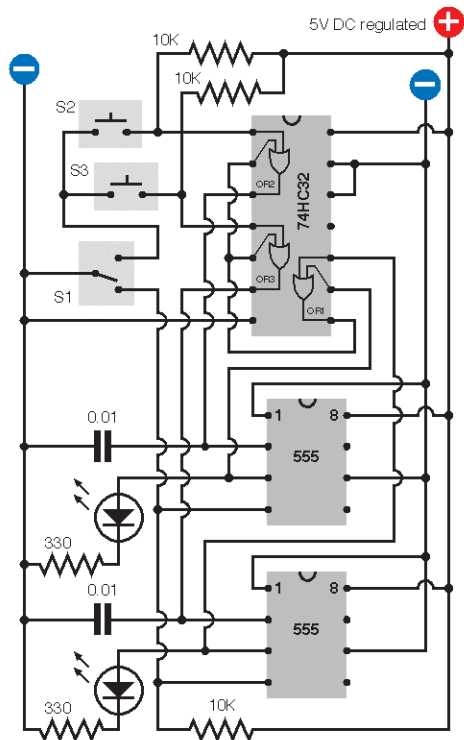 5V DC regulated
10K
10K
S2
S3
S1
OR2
74HC32
OR3
OR1
0.01
1 8
555
330
0.01
1 8
555
330
10K